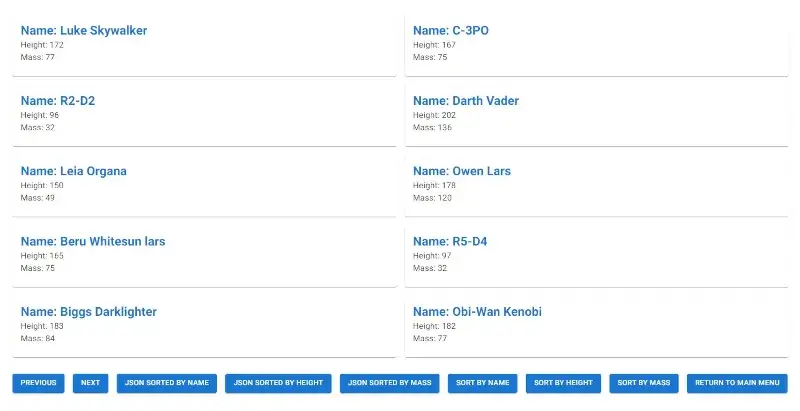 Name: Luke Skywalker
Height: 172
Mass: 77
Name: C-3PO
Height: 167
Mass: 75
Name: R2-D2
Height: 96
Mass: 32
Name: Darth Vader
Height: 202
Mass: 136
Name: Leia Organa
Height: 150
Mass: 49
Name: Owen Lars
Height: 178
Mass: 120
Name: Beru Whitesun lars
Height: 165
Mass: 75
Name: R5-D4
Height: 97
Mass: 32
Name: Biggs Darklighter
Height: 183
Mass: 84
Name: Obi-Wan Kenobi
Height: 182
Mass: 77
PREVIOUS NEXT JSON SORTED BY NAME JSON SORTED BY HEIGHT JSON SORTED BY MASS SORT BY NAME SORT BY HEIGHT SORT BY MASS RETURN TO MAIN MENU